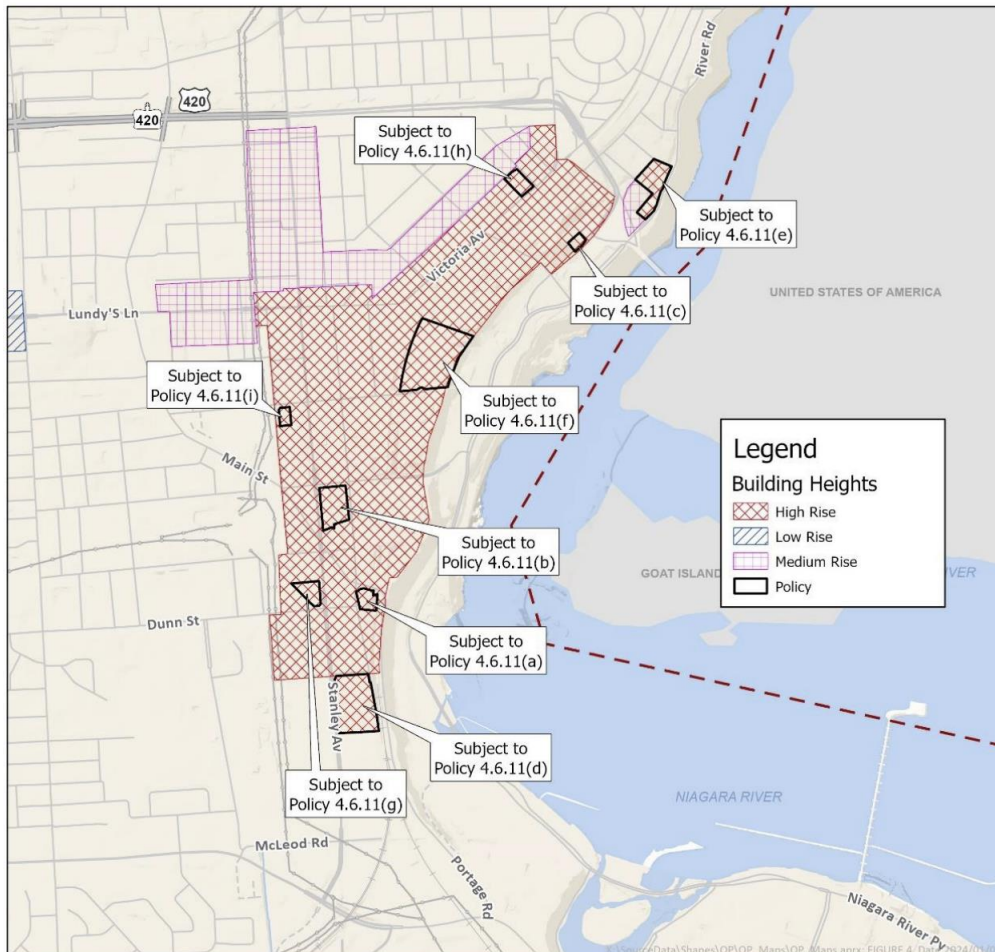 River Rd
420
420
Subject to
Policy 4.6.11(h)
Subject to
Policy 4.6.11(e)
Victoria Av
Subject to
Policy 4.6.11(c)
UNITED STATES OF AMERICA
Lundy'S Ln
Subject to
Policy 4.6.11(i)
Subject to
Policy 4.6.11(f)
Main St
Legend
Building Heights
High Rise
Low Rise
Medium Rise
Policy
Subject to
Policy 4.6.11(b)
GOAT ISLAND
RIVER
Dunn St
Subject to
Policy 4.6.11(a)
Stanley Av
Subject to
Policy 4.6.11(d)
Subject to
Policy 4.6.11(g)
NIAGARA RIVER
McLeod Rd
Portage Rd
Niagara River Py